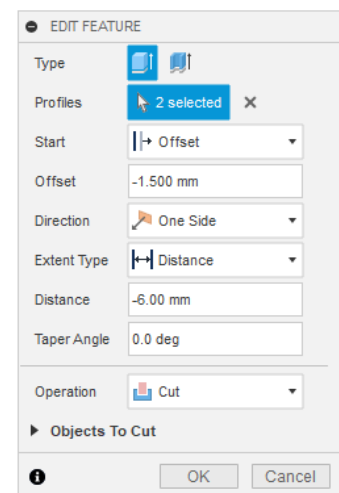 EDIT FEATURE
Type
Profiles 2 selected
Start Offset
Offset -1.500 mm
Direction One Side
Extent Type Distance
Distance -6.00 mm
Taper Angle 0.0 deg
Operation Cut
Objects To Cut
OK Cancel